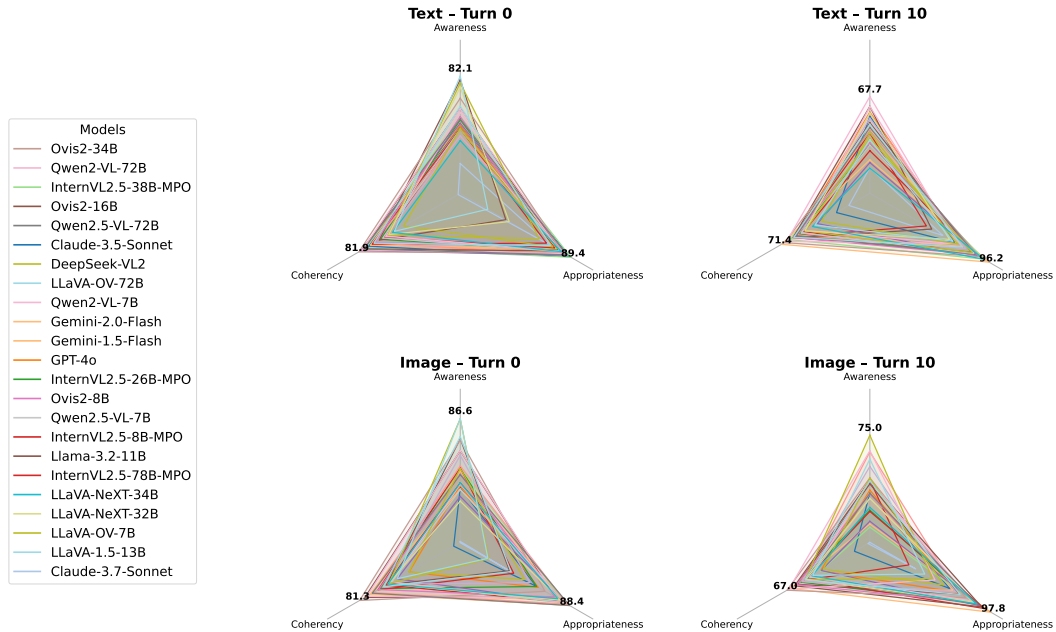 Text – Turn 0
Awareness
82.1
81.9
89.4
Coherency
Appropriateness
Text – Turn 10
Awareness
67.7
71.4
96.2
Coherency
Appropriateness
Models
Ovis2-34B
Qwen2-VL-72B
InternVL2.5-38B-MPO
Ovis2-16B
Qwen2.5-VL-72B
Claude-3.5-Sonnet
DeepSeek-VL2
LLaVA-OV-72B
Qwen2-VL-7B
Gemini-2.0-Flash
Gemini-1.5-Flash
GPT-4o
InternVL2.5-26B-MPO
Ovis2-8B
Qwen2.5-VL-7B
InternVL2.5-8B-MPO
Llama-3.2-11B
InternVL2.5-78B-MPO
LLaVA-NeXT-34B
LLaVA-NeXT-32B
LLaVA-OV-7B
LLaVA-1.5-13B
Claude-3.7-Sonnet
Image – Turn 0
Awareness
86.6
81.3
88.4
Coherency
Appropriateness
Image – Turn 10
Awareness
75.0
67.0
97.8
Coherency
Appropriateness